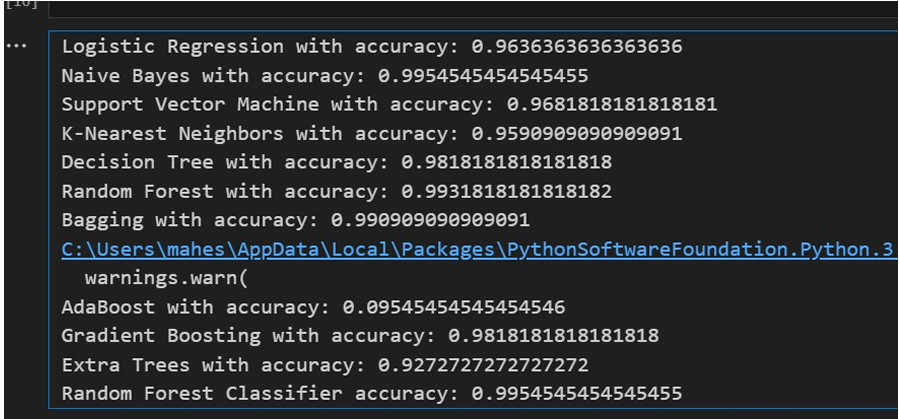 ...
Logistic Regression with accuracy: 0.9636363636363636
Naive Bayes with accuracy: 0.9954545454545455
Support Vector Machine with accuracy: 0.9681818181818181
K-Nearest Neighbors with accuracy: 0.9590909090909091
Decision Tree with accuracy: 0.9818181818181818
Random Forest with accuracy: 0.9931818181818182
Bagging with accuracy: 0.990909090909091
C:\Users\mahes\AppData\Local\Packages\PythonSoftwareFoundation.Python.3
warnings.warn(
AdaBoost with accuracy: 0.09545454545454546
Gradient Boosting with accuracy: 0.9818181818181818
Extra Trees with accuracy: 0.9272727272727272
Random Forest Classifier accuracy: 0.9954545454545455